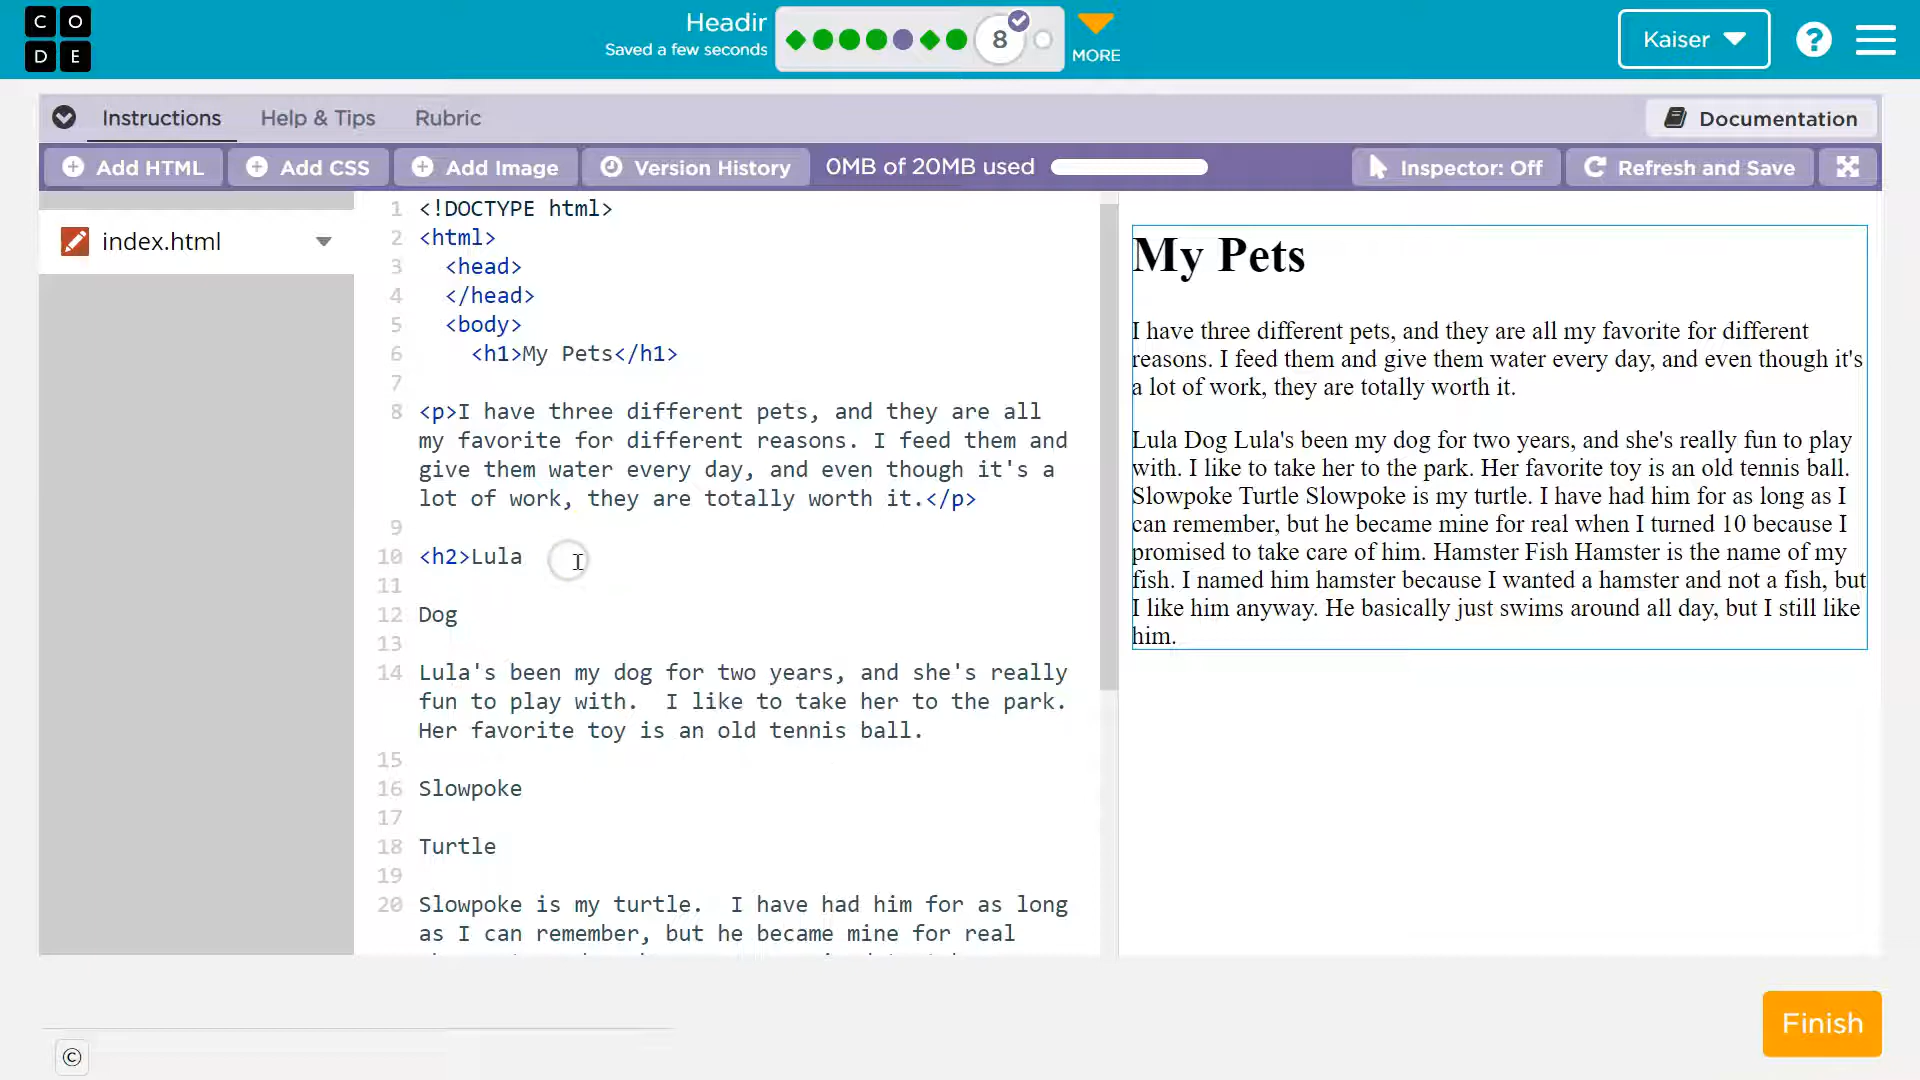 CODE
Headir
Saved a few seconds
8
MORE
Kaiser
?
Instructions
Help & Tips
Rubric
Documentation
Add HTML
Add CSS
Add Image
Version History
0MB of 20MB used
Inspector: Off
Refresh and Save
index.html
1 <!DOCTYPE html>
2 <html>
3 <head>
4 </head>
5 <body>
6 <h1>My Pets</h1>
7
8 <p>I have three different pets, and they are all
my favorite for different reasons. I feed them and
give them water every day, and even though it's a
lot of work, they are totally worth it.</p>
9
10 <h2>Lula
11
12 Dog
13
14 Lula's been my dog for two years, and she's really
fun to play with.  I like to take her to the park.
Her favorite toy is an old tennis ball.
15
16 Slowpoke
17
18 Turtle
19
20 Slowpoke is my turtle.  I have had him for as long
as I can remember, but he became mine for real
My Pets
I have three different pets, and they are all my favorite for different
reasons. I feed them and give them water every day, and even though it's
a lot of work, they are totally worth it.
Lula Dog Lula's been my dog for two years, and she's really fun to play
with. I like to take her to the park. Her favorite toy is an old tennis ball.
Slowpoke Turtle Slowpoke is my turtle. I have had him for as long as I
can remember, but he became mine for real when I turned 10 because I
promised to take care of him. Hamster Fish Hamster is the name of my
fish. I named him hamster because I wanted a hamster and not a fish, but
I like him anyway. He basically just swims around all day, but I still like
him.
Finish
©